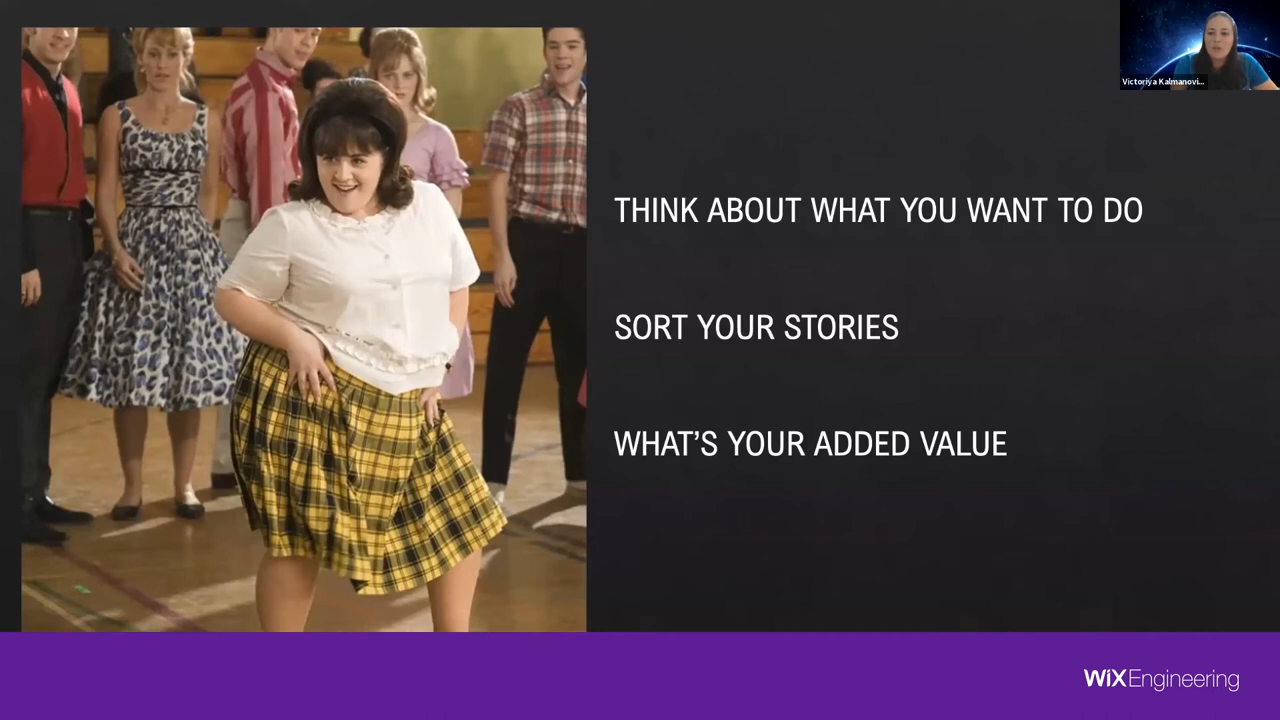 Victoriya Kalmanovi...
THINK ABOUT WHAT YOU WANT TO DO
SORT YOUR STORIES
WHAT'S YOUR ADDED VALUE
WiXEngineering